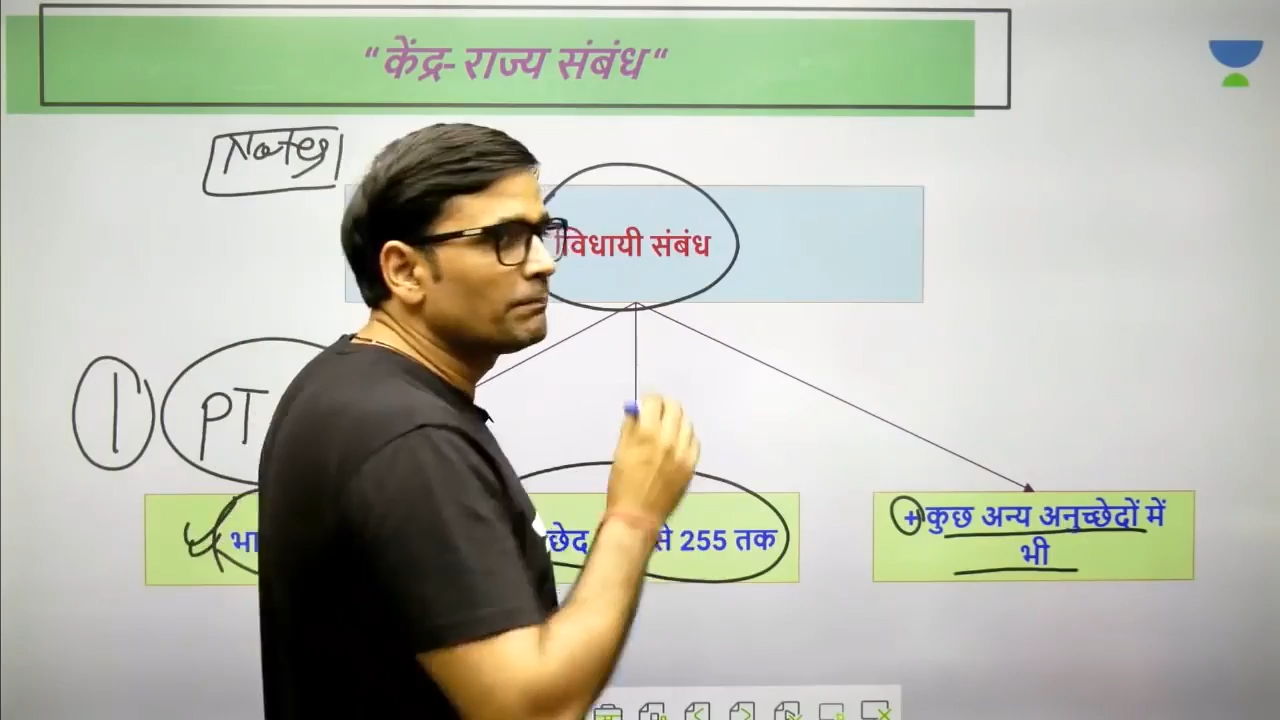 “केंद्र- राज्य संबंध“
Notes
विधायी संबंध
1 PT
से 255 तक
+कुछ अन्य अनुच्छेदों में
भी